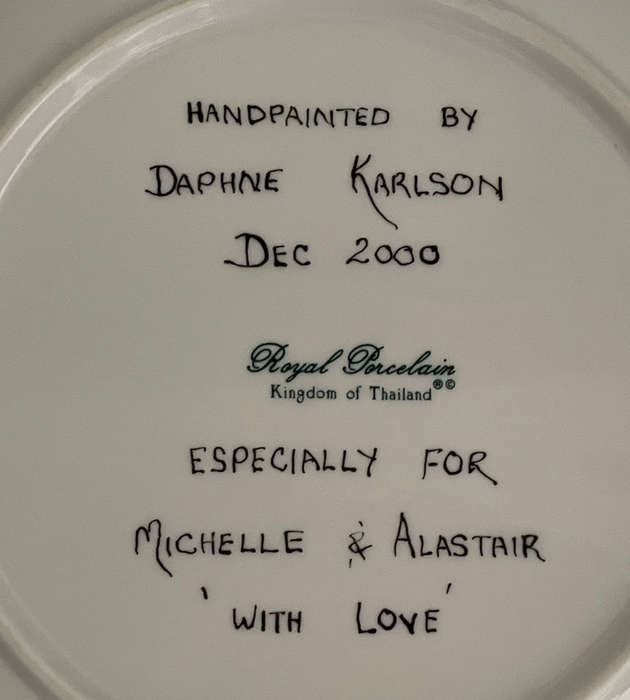 HANDPAINTED BY
DAPHNE KARLSON
DEC 2000
Royal Porcelain
Kingdom of Thailand®©
ESPECIALLY FOR
MICHELLE & ALASTAIR
'WITH LOVE'